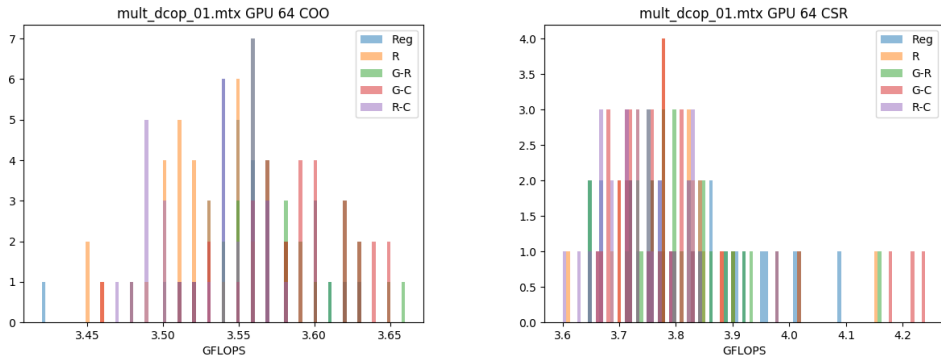 mult_dcop_01.mtx GPU 64 COO
7
6
5
4
3
2
1
0
3.45
3.50
3.55
3.60
3.65
GFLOPS
Reg
R
G-R
G-C
R-C
mult_dcop_01.mtx GPU 64 CSR
4.0
3.5
3.0
2.5
2.0
1.5
1.0
0.5
0.0
3.6
3.7
3.8
3.9
4.0
4.1
4.2
GFLOPS
Reg
R
G-R
G-C
R-C